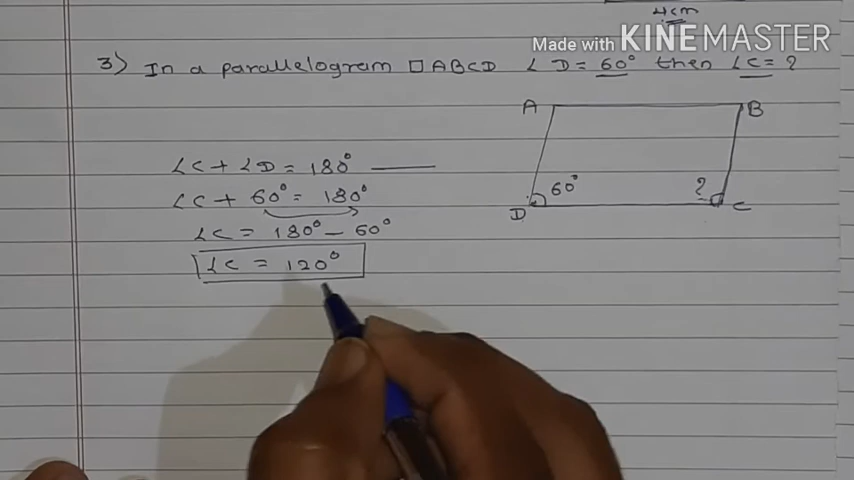 4cm
Made with KINEMASTER
3) In a parallelogram □ABCD ∠D = 60° then ∠C = ?
A B
∠C + ∠D = 180°
∠C + 60° = 180°
60° ?
D C
∠C = 180° - 60°
∠C = 120°